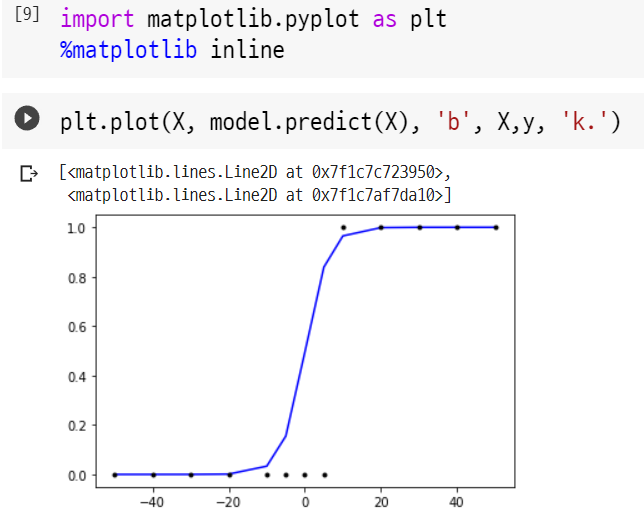 [9] import matplotlib.pyplot as plt
%matplotlib inline
plt.plot(X, model.predict(X), 'b', X,y, 'k.')
[<matplotlib.lines.Line2D at 0x7f1c7c723950>,
<matplotlib.lines.Line2D at 0x7f1c7af7da10>]
1.0
0.8
0.6
0.4
0.2
0.0
−40 −20 0 20 40